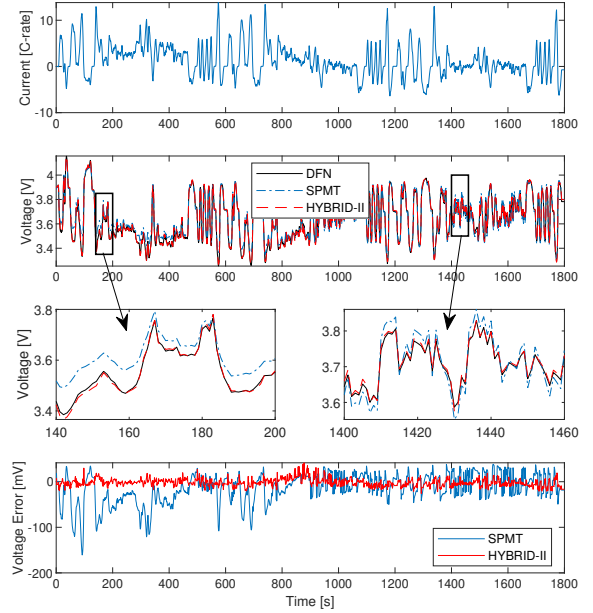 Current [C-rate]
10
0
-10
0 200 400 600 800 1000 1200 1400 1600 1800
Voltage [V]
4
3.8
3.6
3.4
DFN
SPMT
HYBRID-II
0 200 400 600 800 1000 1200 1400 1600 1800
Voltage [V]
3.8
3.6
3.4
140 160 180 200
3.8
3.7
3.6
1400 1420 1440 1460
Voltage Error [mV]
0
-100
-200
SPMT
HYBRID-II
0 200 400 600 800 1000 1200 1400 1600 1800
Time [s]